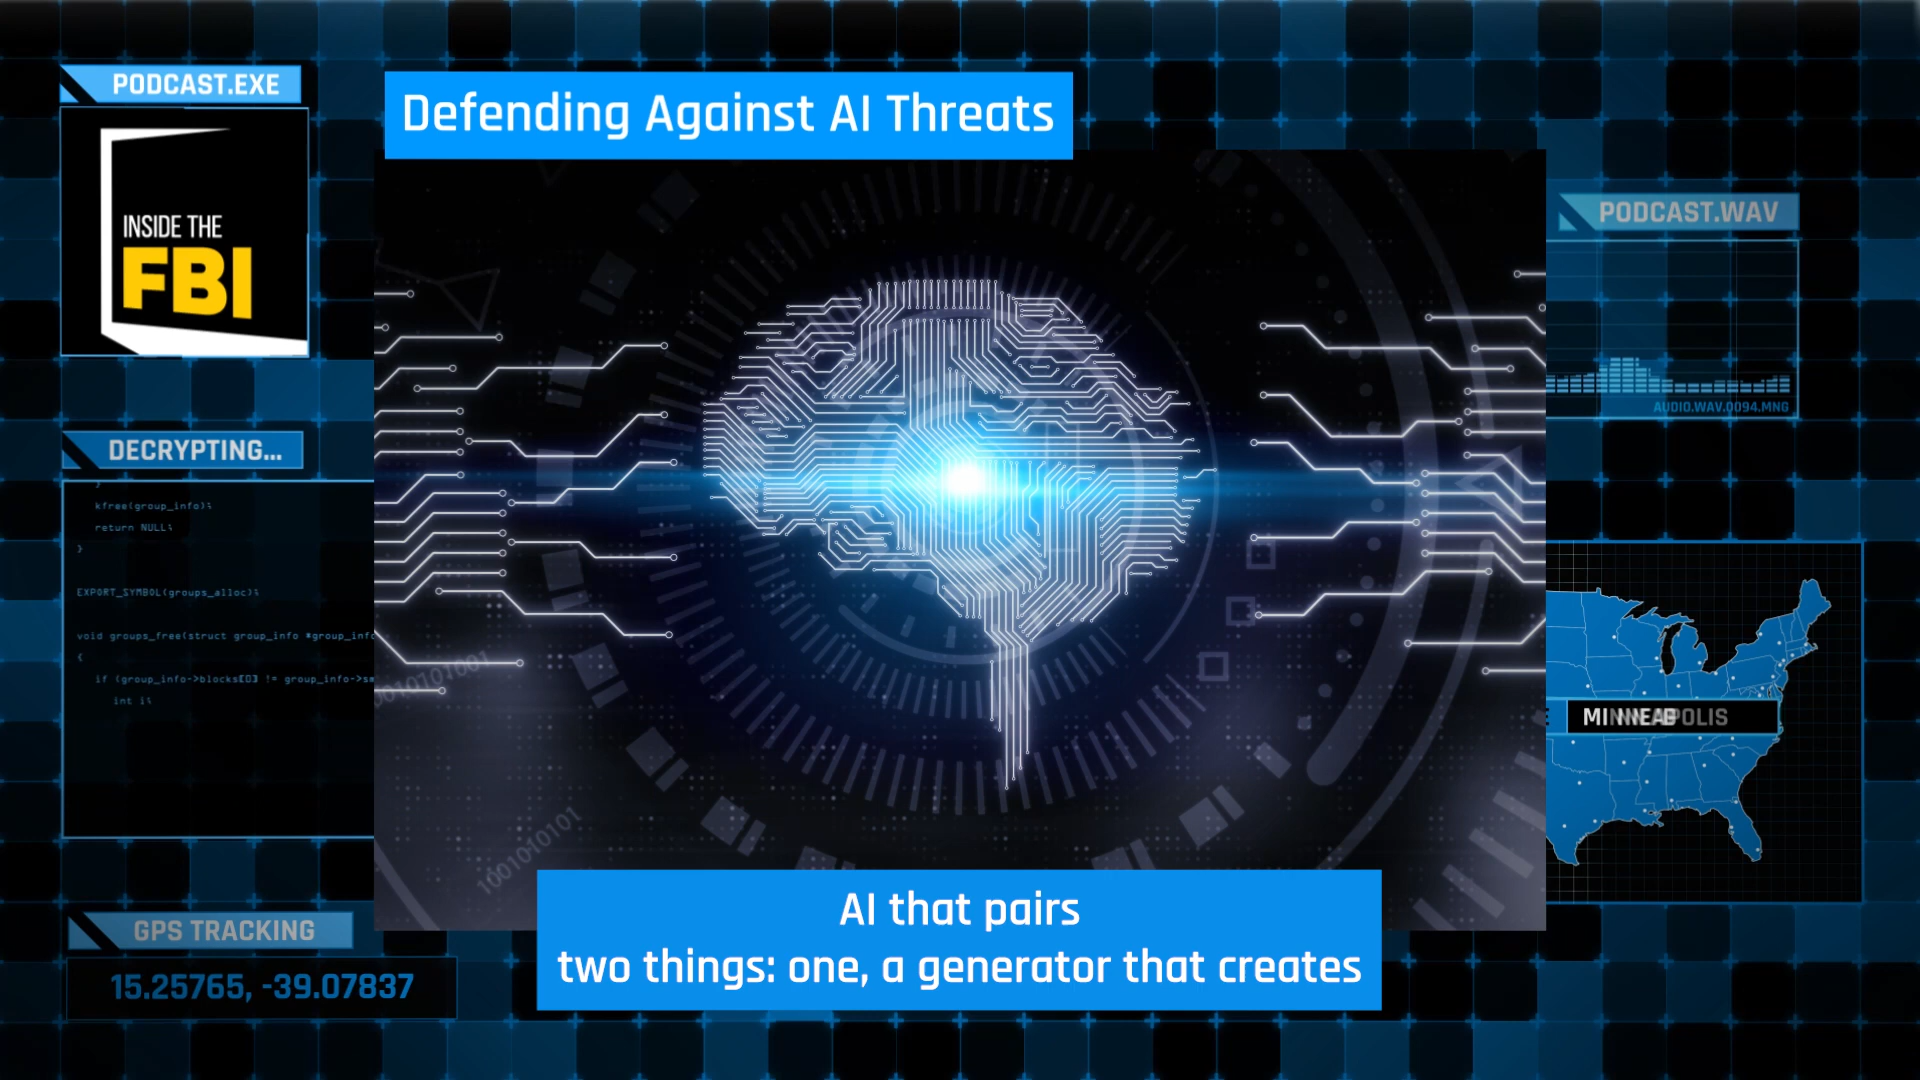 PODCAST.EXE
INSIDE THE
FBI
Defending Against AI Threats
PODCAST.WAV
AUDIO.WAV.0094.MNG
DECRYPTING...
}
kfree(group_info);
return NULL;
}
EXPORT_SYMBOL(groups_alloc);
void groups_free(struct group_info *group_info
{
if (group_info->blocks[0] != group_info->sm
int i;
010101001
1001010101
GPS TRACKING
15.25765, -39.07837
AI that pairs
two things: one, a generator that creates